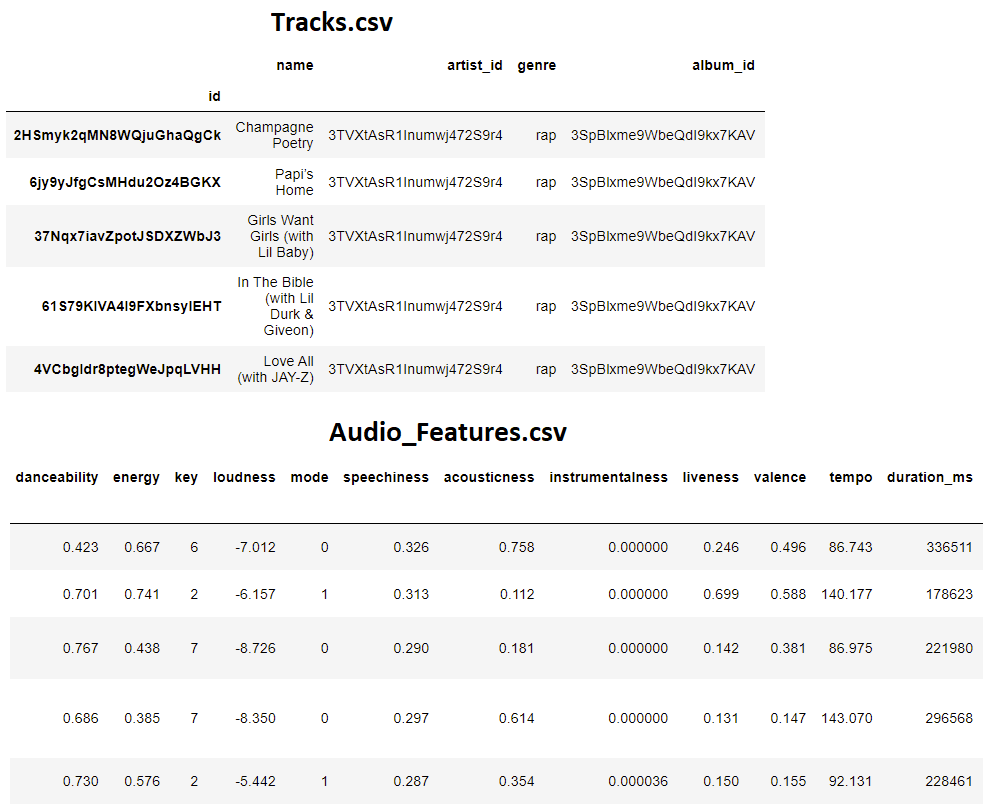 Tracks.csv
name artist_id genre album_id
id
2HSmyk2qMN8WQjuGhaQgCk Champagne Poetry 3TVXtAsR1Inumwj472S9r4 rap 3SpBlxme9WbeQdI9kx7KAV
6jy9yJfgCsMHdu2Oz4BGKX Papi's Home 3TVXtAsR1Inumwj472S9r4 rap 3SpBlxme9WbeQdI9kx7KAV
37Nqx7iavZpotJSDXZWbJ3 Girls Want Girls (with Lil Baby) 3TVXtAsR1Inumwj472S9r4 rap 3SpBlxme9WbeQdI9kx7KAV
61S79KIVA4I9FXbnsylEHT In The Bible (with Lil Durk & Giveon) 3TVXtAsR1Inumwj472S9r4 rap 3SpBlxme9WbeQdI9kx7KAV
4VCbgIdr8ptegWeJpqLVHH Love All (with JAY-Z) 3TVXtAsR1Inumwj472S9r4 rap 3SpBlxme9WbeQdI9kx7KAV
Audio_Features.csv
danceability energy key loudness mode speechiness acousticness instrumentalness liveness valence tempo duration_ms
0.423 0.667 6 -7.012 0 0.326 0.758 0.000000 0.246 0.496 86.743 336511
0.701 0.741 2 -6.157 1 0.313 0.112 0.000000 0.699 0.588 140.177 178623
0.767 0.438 7 -8.726 0 0.290 0.181 0.000000 0.142 0.381 86.975 221980
0.686 0.385 7 -8.350 0 0.297 0.614 0.000000 0.131 0.147 143.070 296568
0.730 0.576 2 -5.442 1 0.287 0.354 0.000036 0.150 0.155 92.131 228461